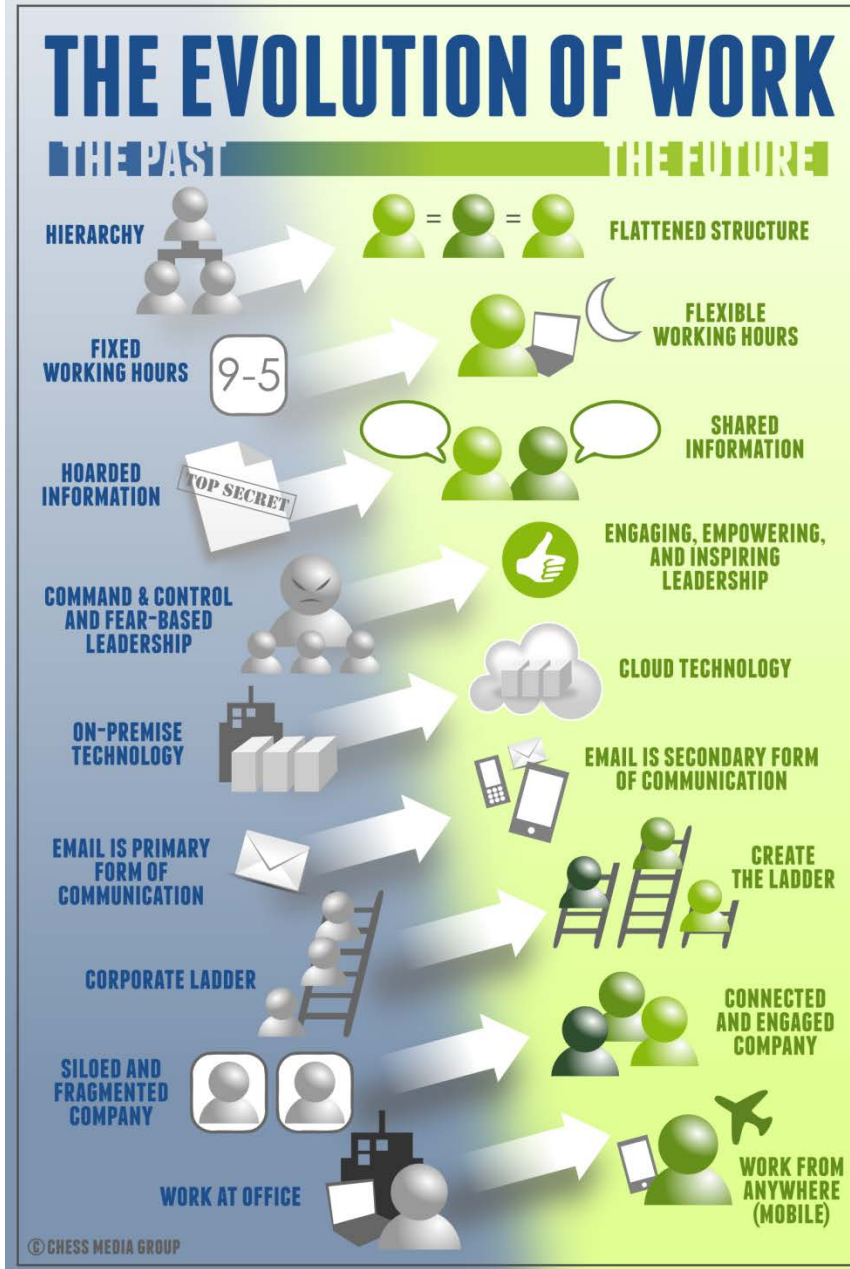 THE EVOLUTION OF WORK
THE PAST
THE FUTURE
HIERARCHY
= =
FLATTENED STRUCTURE
FIXED
WORKING HOURS
9-5
FLEXIBLE
WORKING HOURS
HOARDED
INFORMATION
TOP SECRET
SHARED
INFORMATION
COMMAND & CONTROL
AND FEAR-BASED
LEADERSHIP
ENGAGING, EMPOWERING,
AND INSPIRING
LEADERSHIP
ON-PREMISE
TECHNOLOGY
CLOUD TECHNOLOGY
EMAIL IS PRIMARY
FORM OF
COMMUNICATION
EMAIL IS SECONDARY FORM
OF COMMUNICATION
CORPORATE LADDER
CREATE
THE LADDER
SILOED AND
FRAGMENTED
COMPANY
CONNECTED
AND ENGAGED
COMPANY
WORK AT OFFICE
WORK FROM
ANYWHERE
(MOBILE)
© CHESS MEDIA GROUP